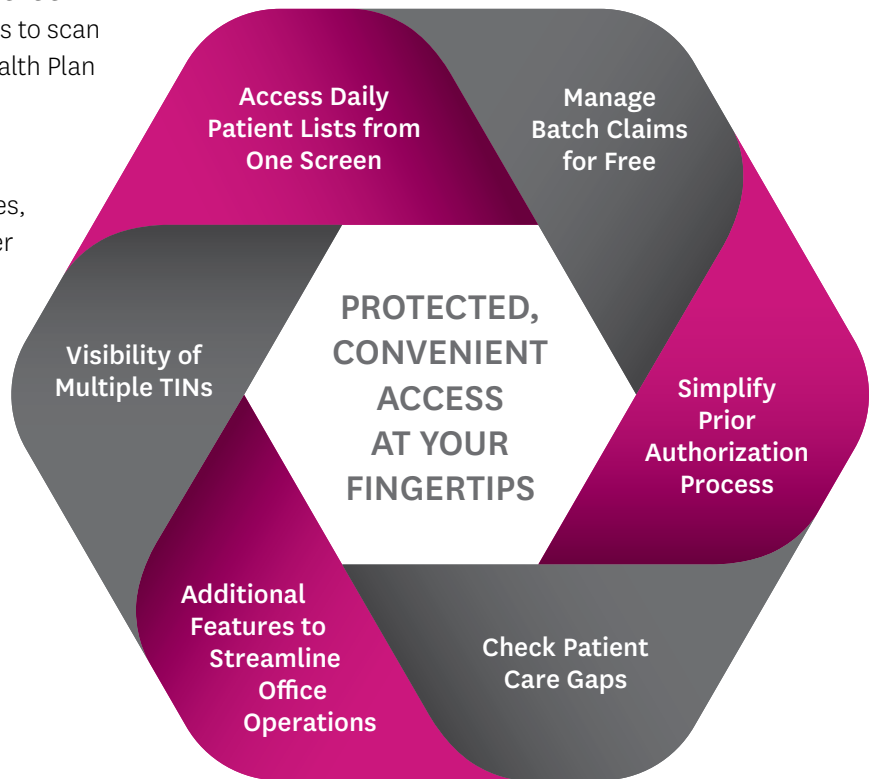 s to scan
alth Plan
es,
er
Access Daily
Patient Lists from
One Screen
Manage
Batch Claims
for Free
Simplify
Prior
Authorization
Process
Check Patient
Care Gaps
Additional
Features to
Streamline
Office
Operations
Visibility of
Multiple TINs
PROTECTED,
CONVENIENT
ACCESS
AT YOUR
FINGERTIPS